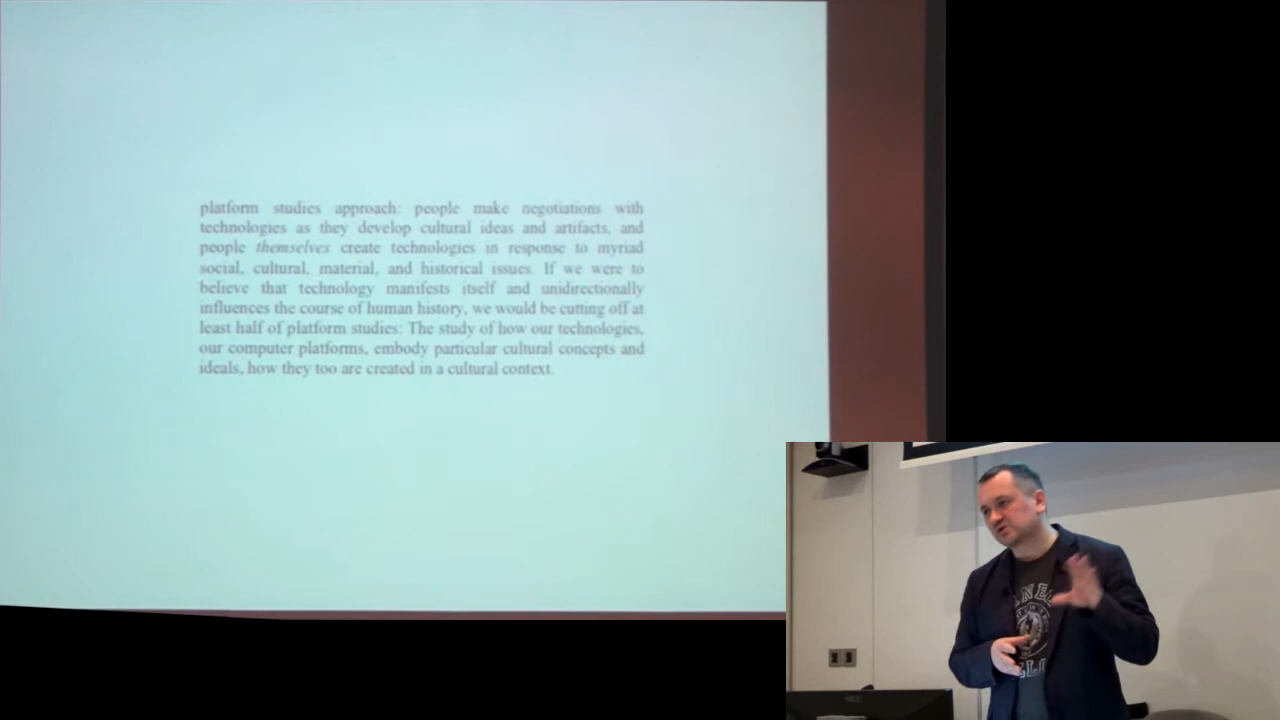 platform studies approach: people make negotiations with
technologies as they develop cultural ideas and artifacts, and
people themselves create technologies in response to myriad
social, cultural, material, and historical issues. If we were to
believe that technology manifests itself and unidirectionally
influences the course of human history, we would be cutting off at
least half of platform studies: The study of how our technologies,
our computer platforms, embody particular cultural concepts and
ideals, how they too are created in a cultural context.